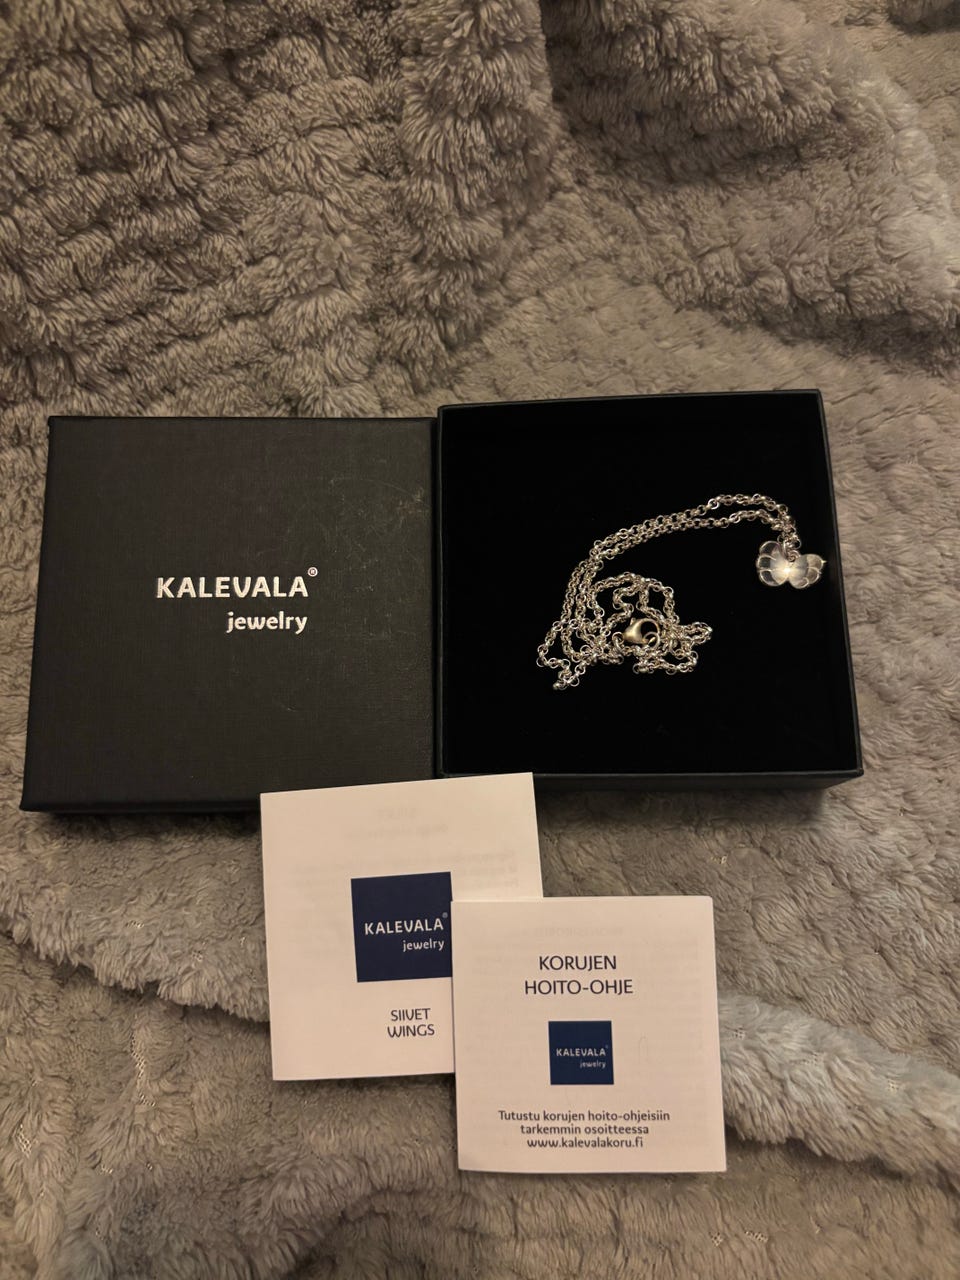 KALEVALA®
jewelry
KALEVALA®
jewelry
SIIVET
WINGS
KORUJEN
HOITO-OHJE
KALEVALA®
jewelry
Tutustu korujen hoito-ohjeisiin
tarkemmin osoitteessa
www.kalevalakoru.fi